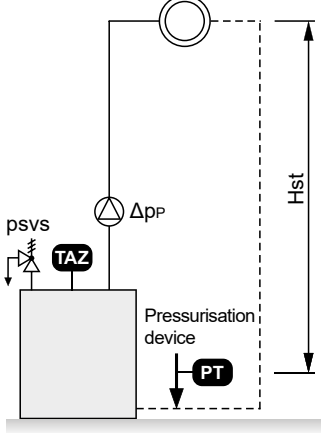 Hst
Δpp
psvs
TAZ
Pressurisation
device
PT